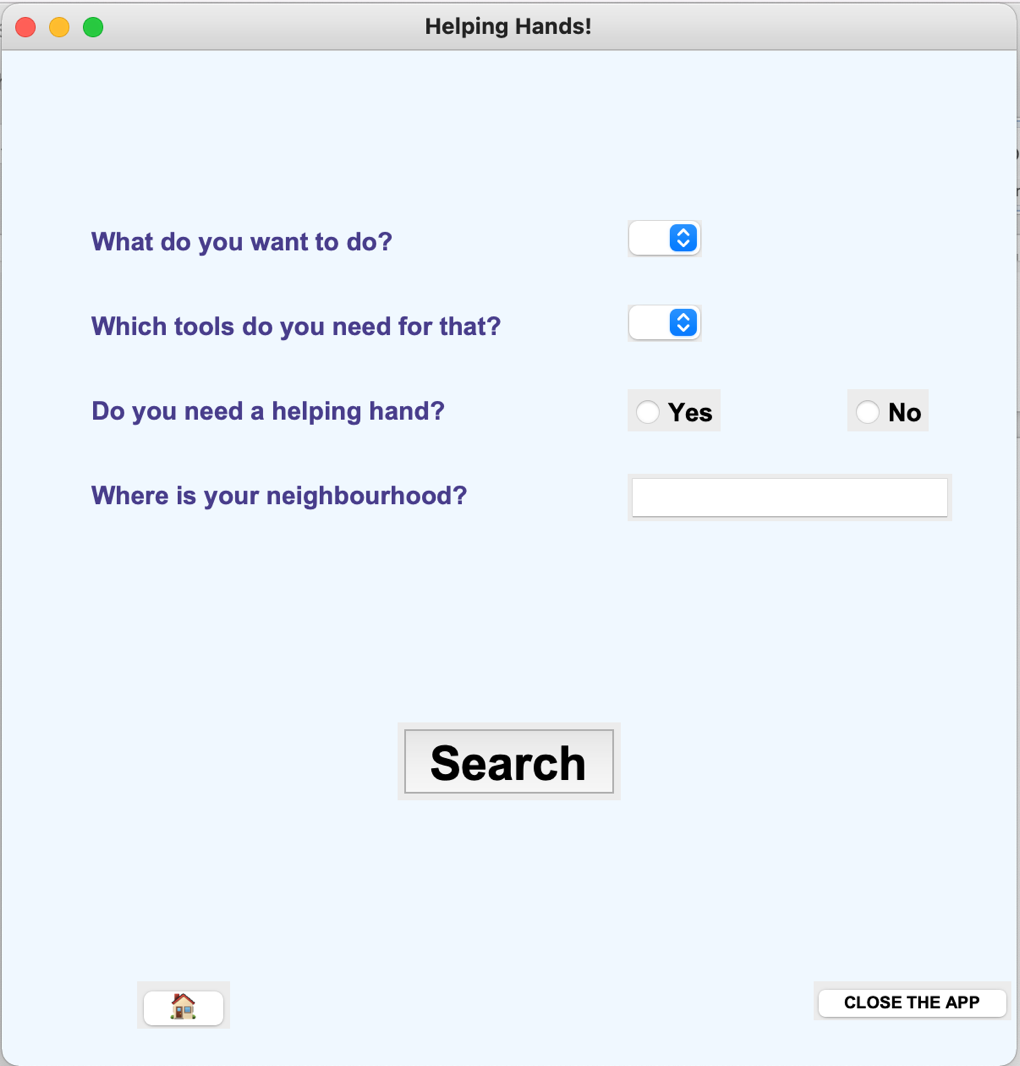 Helping Hands!
What do you want to do?
Which tools do you need for that?
Do you need a helping hand? Yes No
Where is your neighbourhood?
Search
CLOSE THE APP